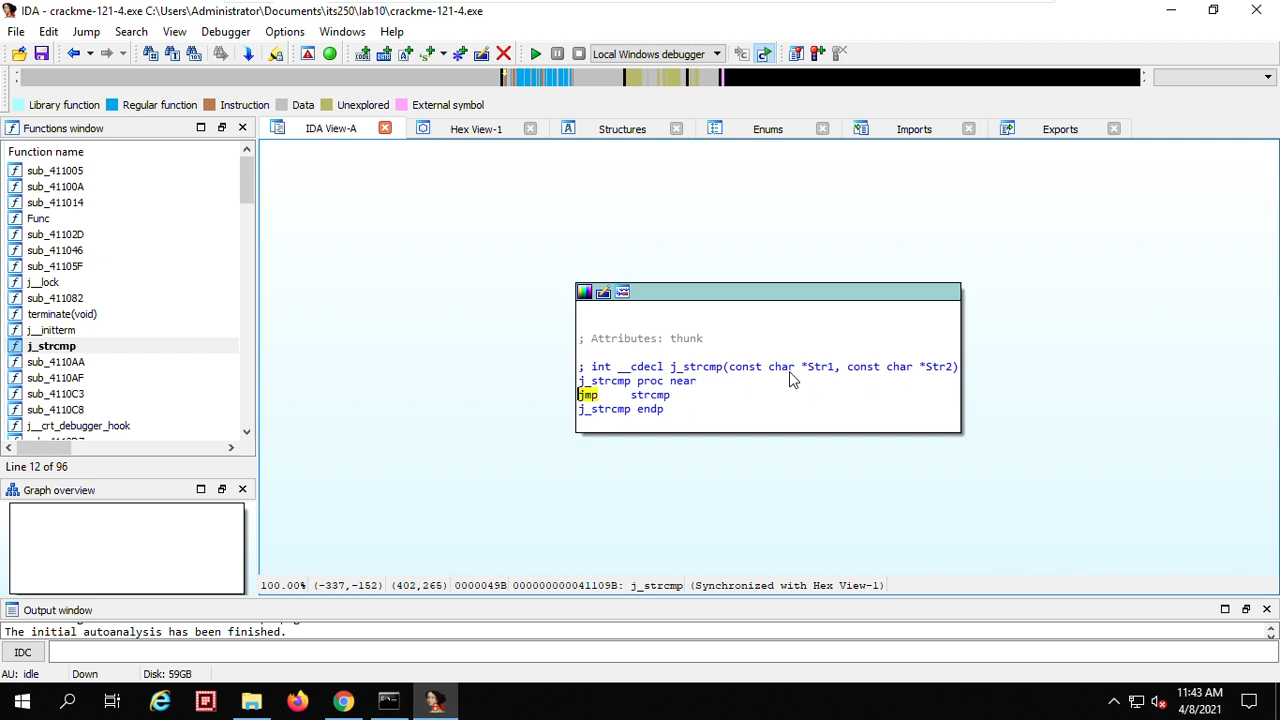 IDA - crackme-121-4.exe C:\Users\Administrator\Documents\its250\lab10\crackme-121-4.exe
File Edit Jump Search View Debugger Options Windows Help
Local Windows debugger
Library function Regular function Instruction Data Unexplored External symbol
Functions window
IDA View-A
Hex View-1
Structures
Enums
Imports
Exports
Function name
sub_411005
sub_41100A
sub_411014
Func
sub_41102D
sub_411046
sub_41105F
j__lock
sub_411082
terminate(void)
j__initterm
j_strcmp
sub_4110AA
sub_4110AF
sub_4110C3
sub_4110C8
j__crt_debugger_hook
Line 12 of 96
Graph overview
; Attributes: thunk
; int __cdecl j_strcmp(const char *Str1, const char *Str2)
j_strcmp proc near
jmp strcmp
j_strcmp endp
100.00% (-337,-152) (402,265) 0000049B 000000000041109B: j_strcmp (Synchronized with Hex View-1)
Output window
The initial autoanalysis has been finished.
IDC
AU: idle Down Disk: 59GB
11:43 AM
4/8/2021